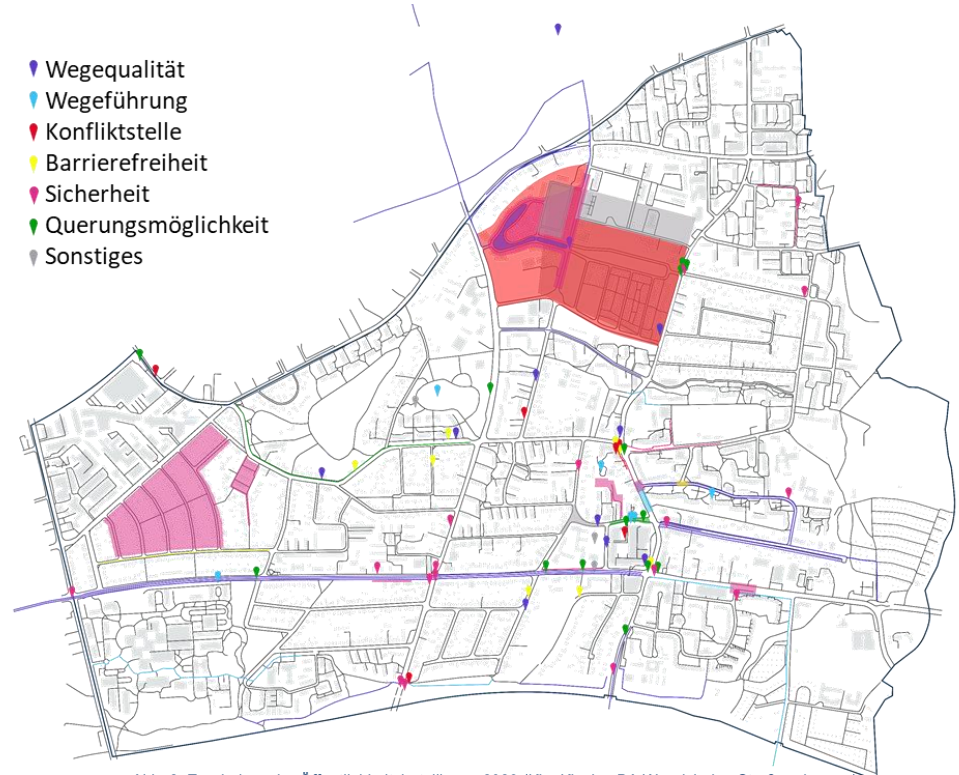 Wegequalität
Wegeführung
Konfliktstelle
Barrierefreiheit
Sicherheit
Querungsmöglichkeit
Sonstiges